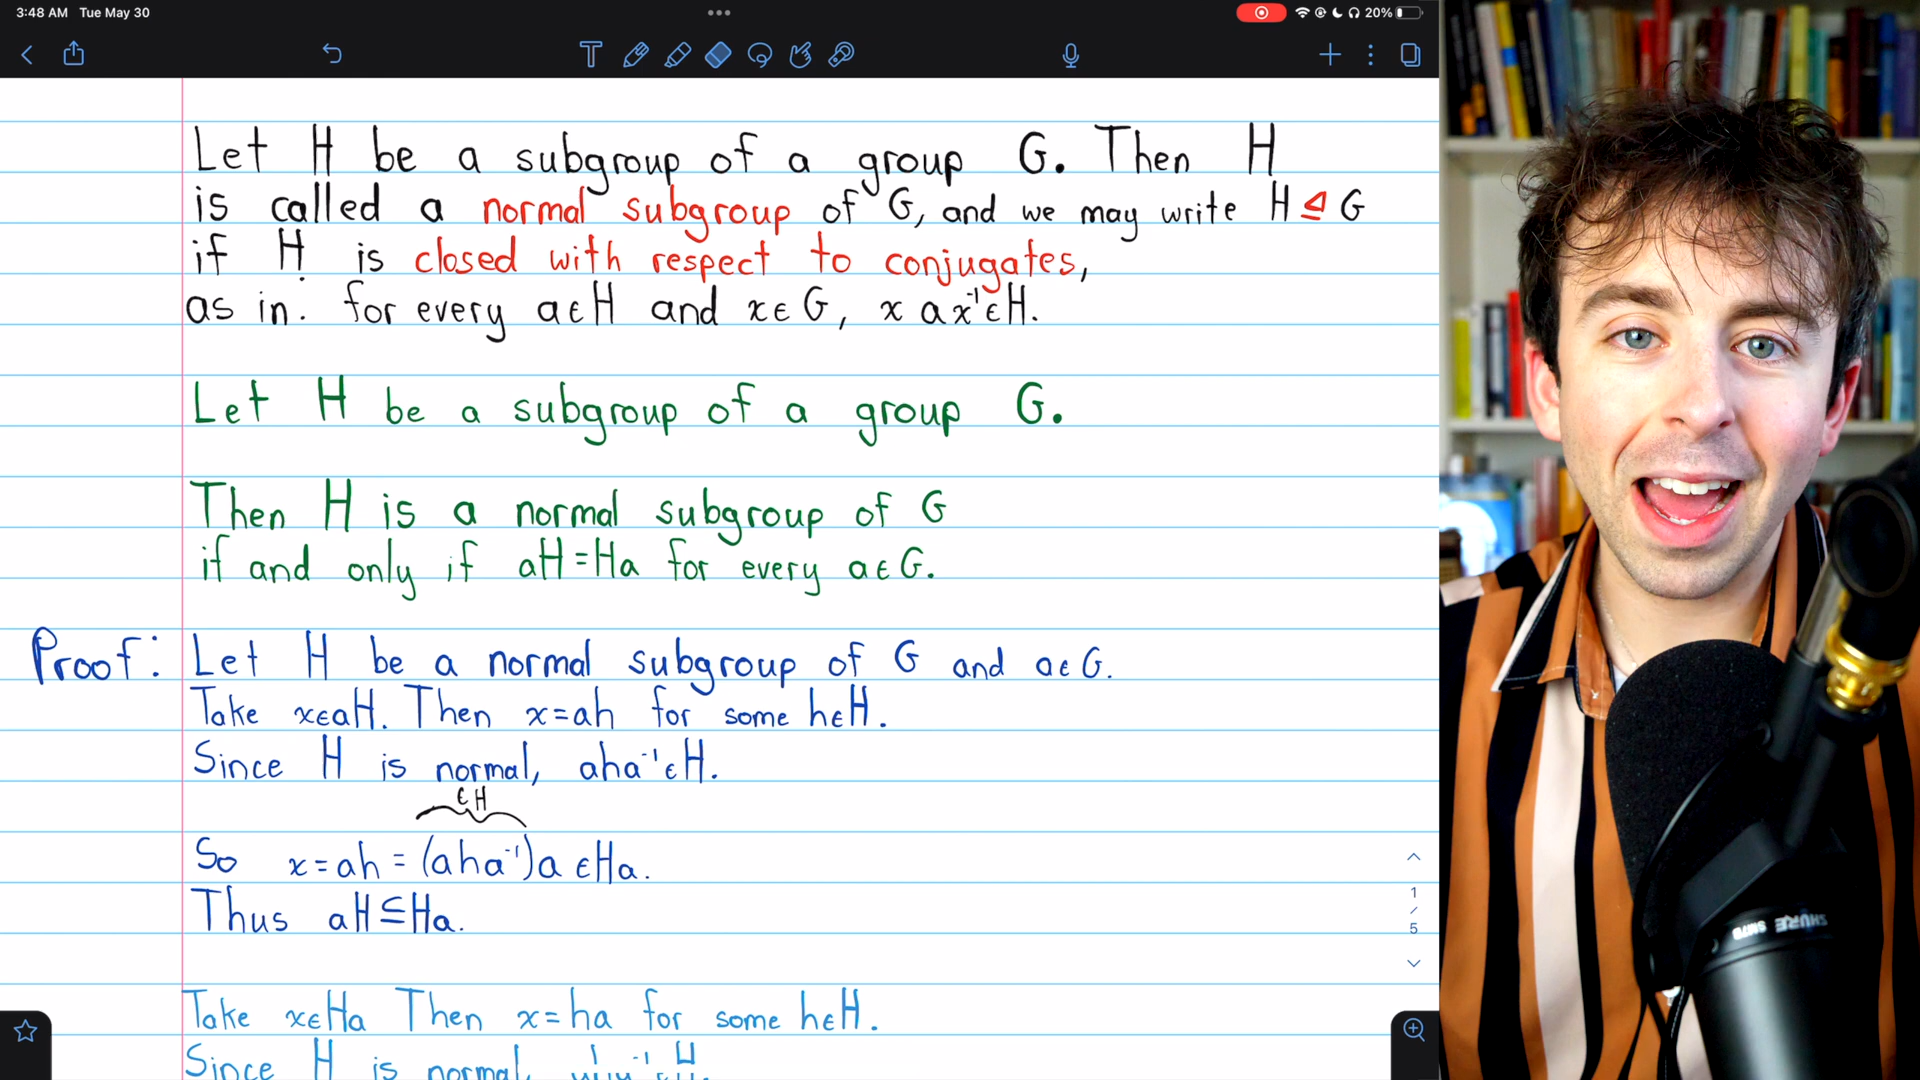 3:48 AM Tue May 30
20%
Let H be a subgroup of a group G. Then H
is called a normal subgroup of G, and we may write H ⊴ G
if H is closed with respect to conjugates,
as in. for every a∈H and x∈G, x a x⁻¹∈H.
Let H be a subgroup of a group G.
Then H is a normal subgroup of G
if and only if aH=Ha for every a∈G.
Proof: Let H be a normal subgroup of G and a∈G.
Take x∈aH. Then x=ah for some h∈H.
Since H is normal, aha⁻¹∈H.
∈H
So x=ah=(aha⁻¹)a ∈Ha.
Thus aH⊆Ha.
1
/
5
Take x∈Ha Then x=ha for some h∈H.
Since H is normal,
SHURE SM7B